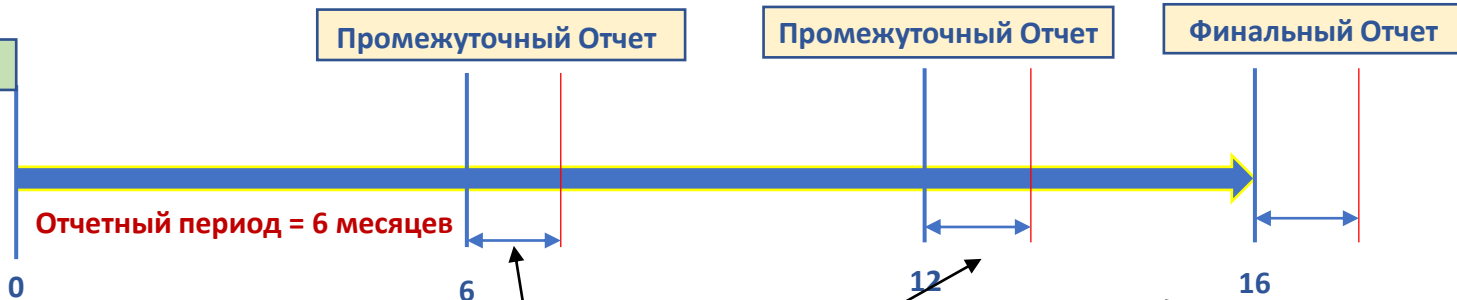 Промежуточный Отчет
Промежуточный Отчет
Финальный Отчет
Отчетный период = 6 месяцев
0
6
12
16